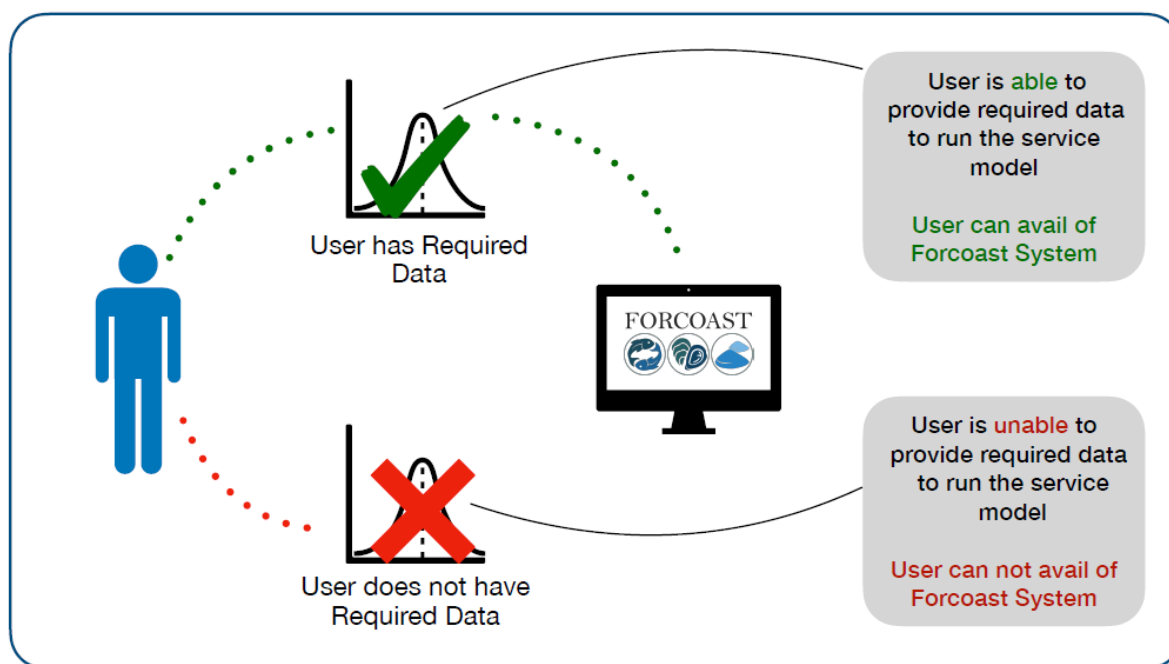 User has Required
Data
User does not have
Required Data
FORCOAST
User is able to
provide required data
to run the service
model
User can avail of
Forcoast System
User is unable to
provide required data
to run the service
model
User can not avail of
Forcoast System